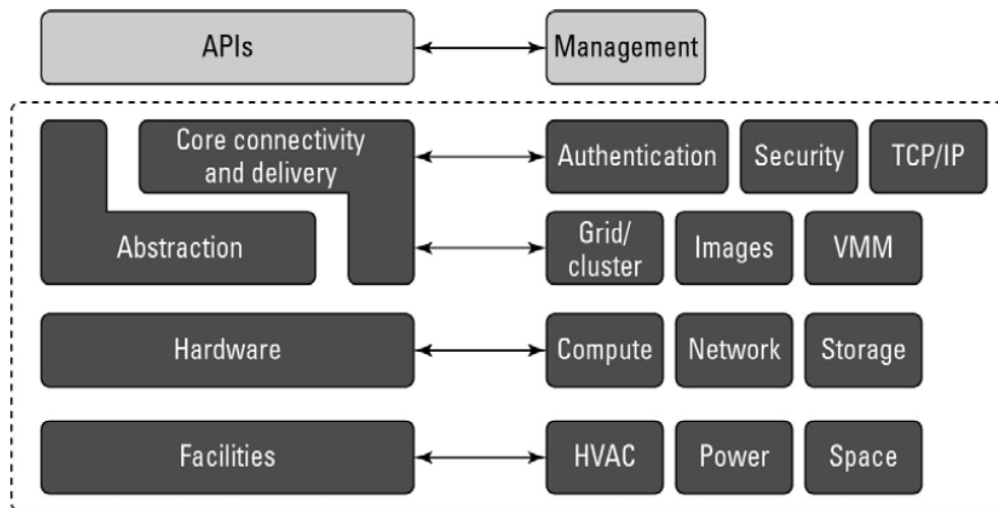 APIs
Management
Core connectivity
and delivery
Authentication
Security
TCP/IP
Abstraction
Grid/
cluster
Images
VMM
Hardware
Compute
Network
Storage
Facilities
HVAC
Power
Space